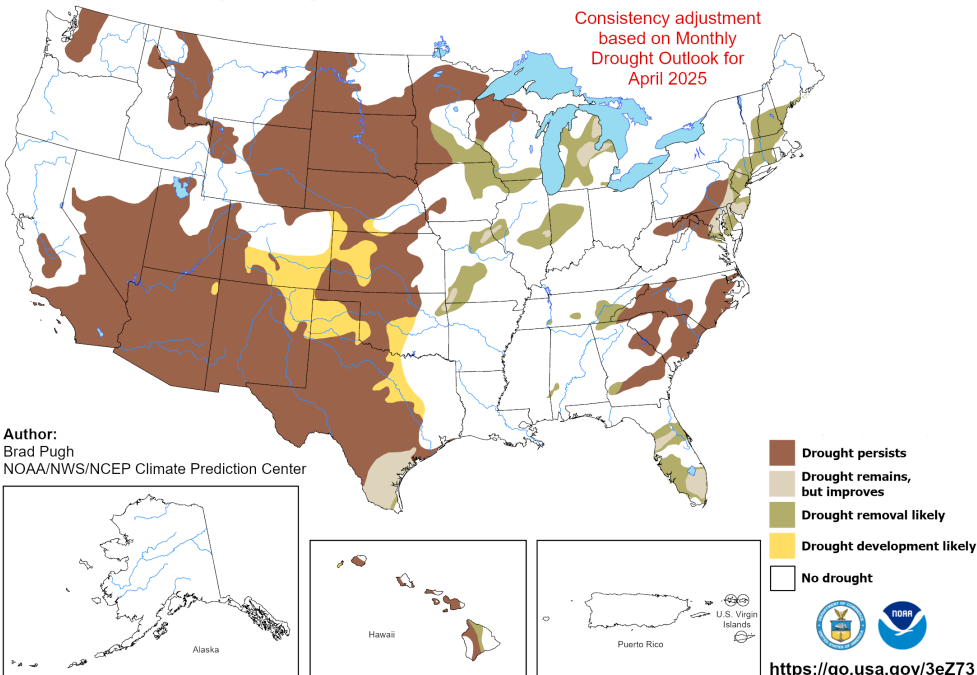 Consistency adjustment
based on Monthly
Drought Outlook for
April 2025
Author:
Brad Pugh
NOAA/NWS/NCEP Climate Prediction Center
Drought persists
Drought remains,
but improves
Drought removal likely
Drought development likely
No drought
Alaska
Hawaii
Puerto Rico
U.S. Virgin
Islands
NOAA
https://go.usa.gov/3eZ73